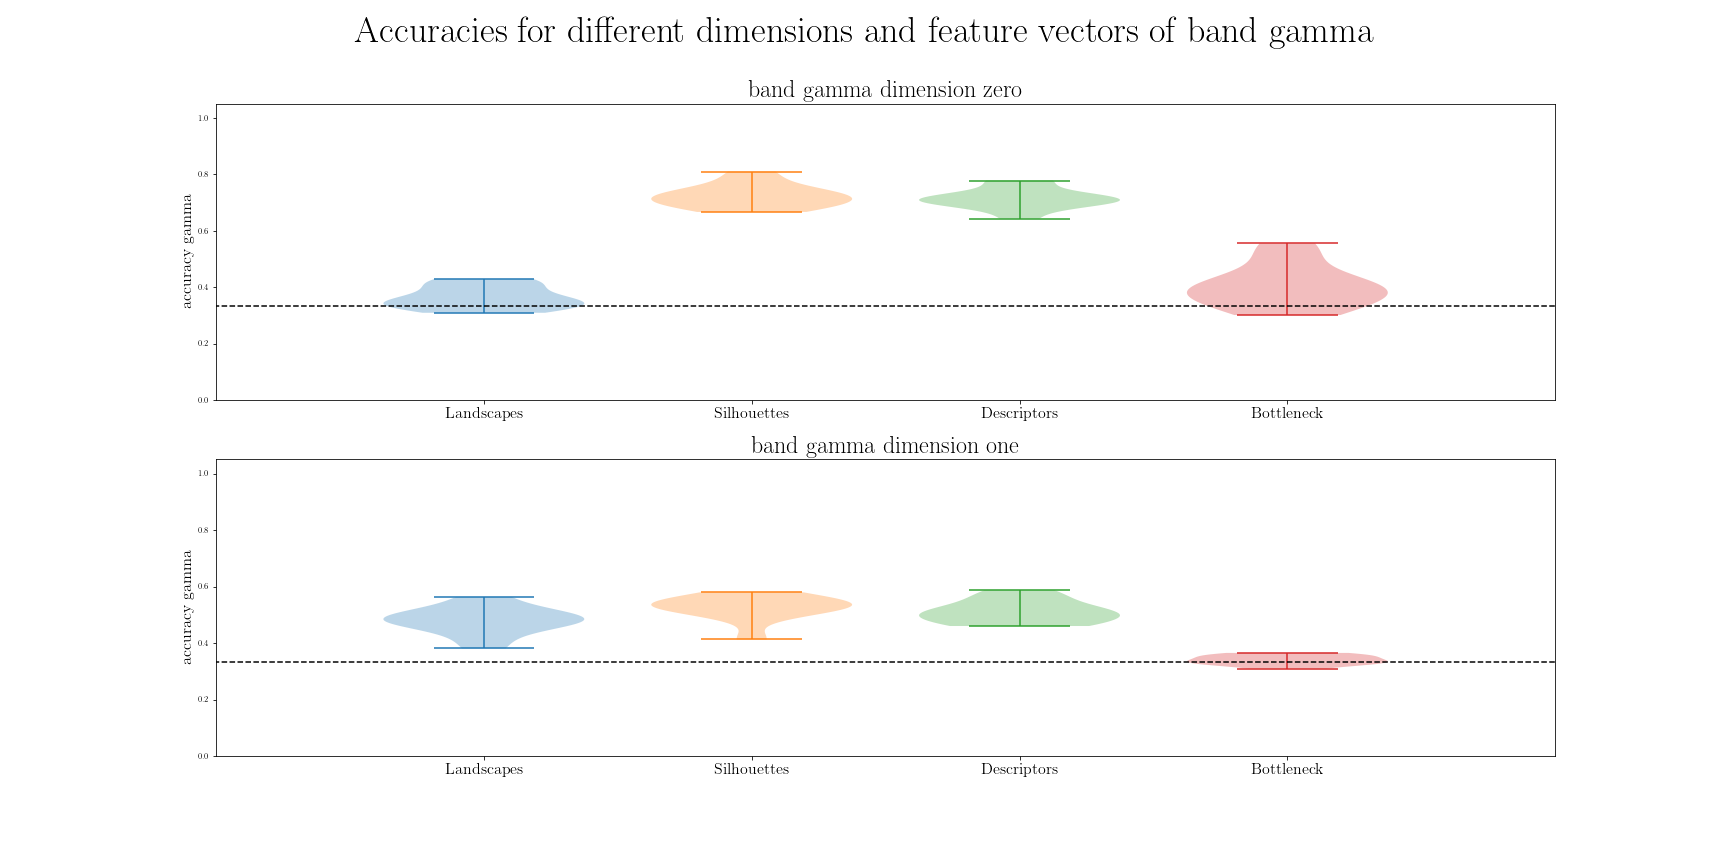 Accuracies for different dimensions and feature vectors of band gamma
band gamma dimension zero
accuracy gamma
1.0
0.8
0.6
0.4
0.2
0.0
Landscapes Silhouettes Descriptors Bottleneck
band gamma dimension one
accuracy gamma
1.0
0.8
0.6
0.4
0.2
0.0
Landscapes Silhouettes Descriptors Bottleneck